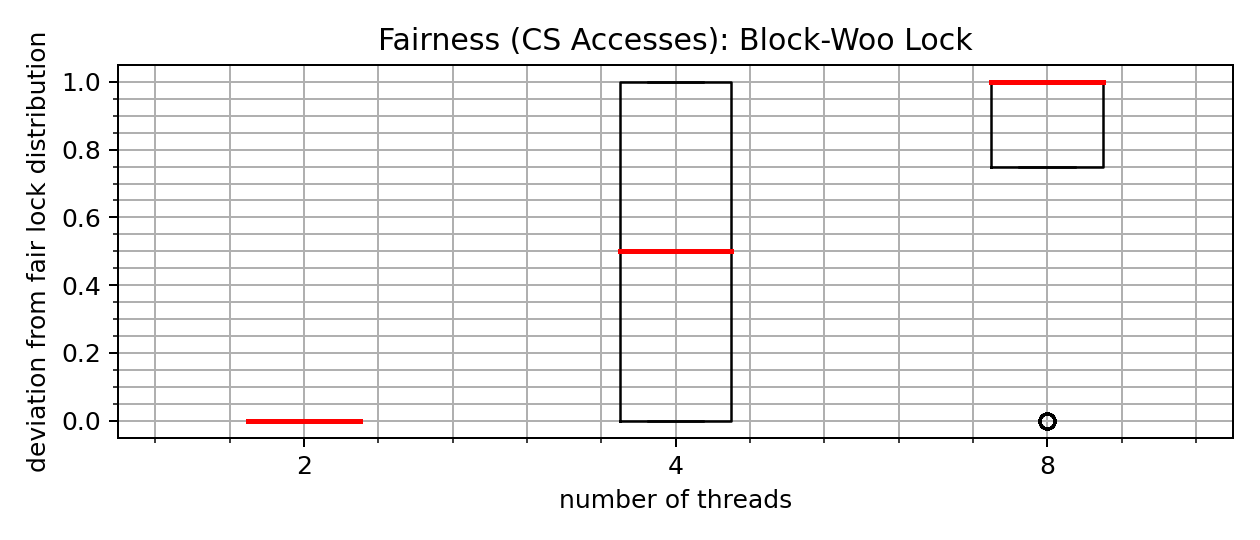 Fairness (CS Accesses): Block-Woo Lock
deviation from fair lock distribution
1.0
0.8
0.6
0.4
0.2
0.0
2 4 8
number of threads